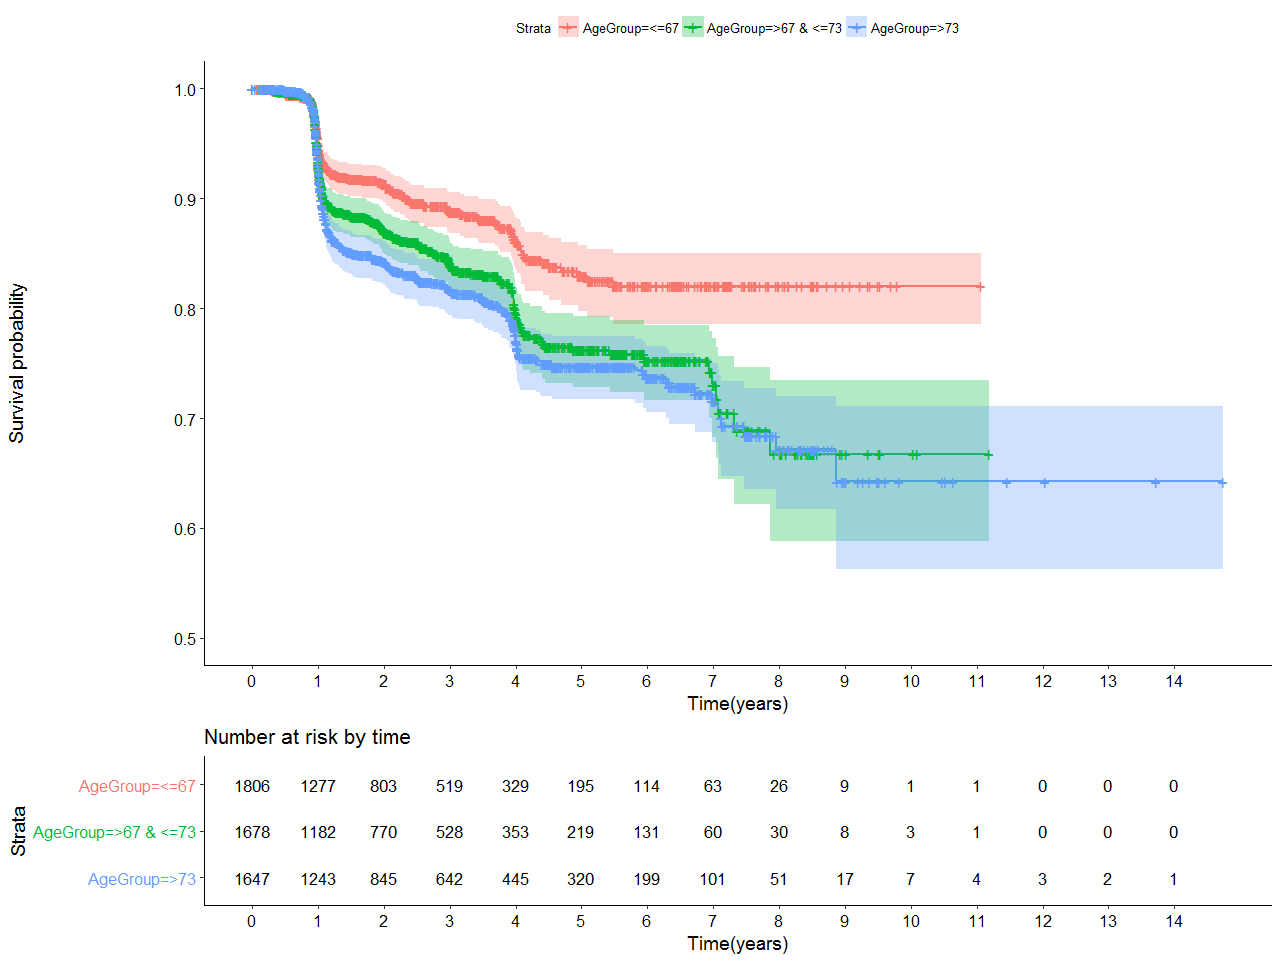 Strata AgeGroup=<=67 AgeGroup=>67 & <=73 AgeGroup=>73
Survival probability
1.0
0.9
0.8
0.7
0.6
0.5
0 1 2 3 4 5 6 7 8 9 10 11 12 13 14
Time(years)
Number at risk by time
Strata
AgeGroup=<=67 1806 1277 803 519 329 195 114 63 26 9 1 1 0 0 0
AgeGroup=>67 & <=73 1678 1182 770 528 353 219 131 60 30 8 3 1 0 0 0
AgeGroup=>73 1647 1243 845 642 445 320 199 101 51 17 7 4 3 2 1
0 1 2 3 4 5 6 7 8 9 10 11 12 13 14
Time(years)